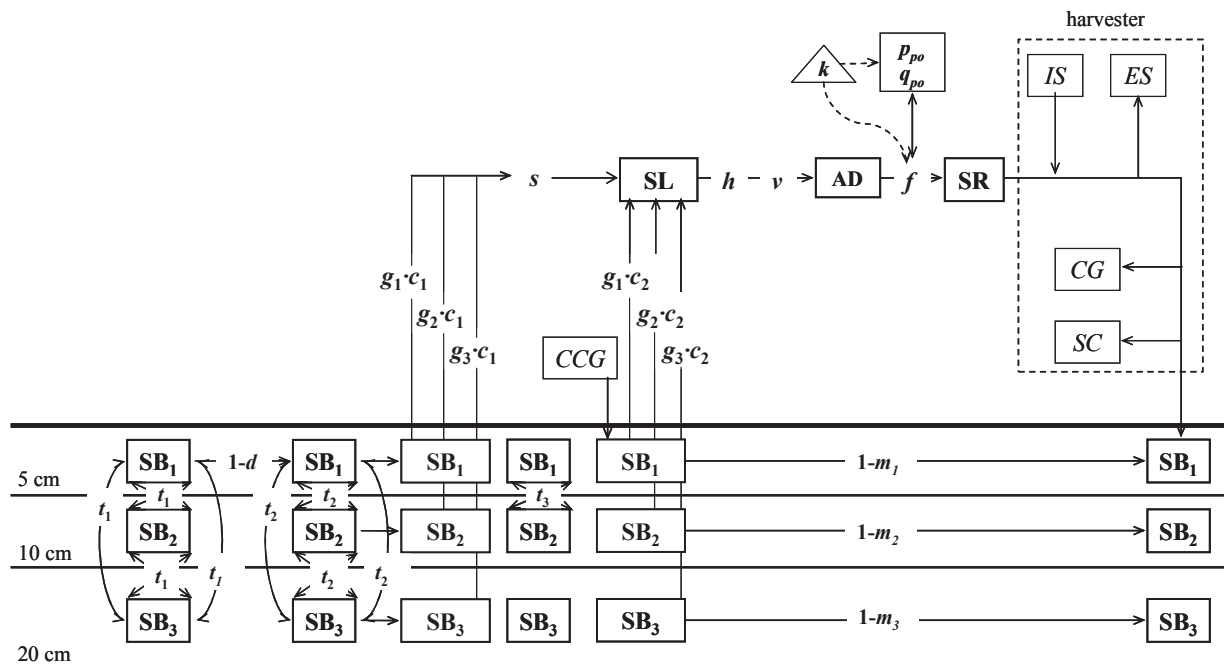 harvester
k
p_po
q_po
IS
ES
s
SL
h
v
AD
f
SR
g₁·c₁
g₁·c₂
CG
g₂·c₁
g₂·c₂
g₃·c₁
CCG
g₃·c₂
SC
SB₁
1-d
SB₁
SB₁
SB₁
SB₁
1-m₁
SB₁
5 cm
t₁
t₂
t₃
t₁
t₁
t₂
t₂
SB₂
SB₂
SB₂
SB₂
SB₂
1-m₂
SB₂
10 cm
t₁
t₂
SB₃
SB₃
SB₃
SB₃
SB₃
1-m₃
SB₃
20 cm